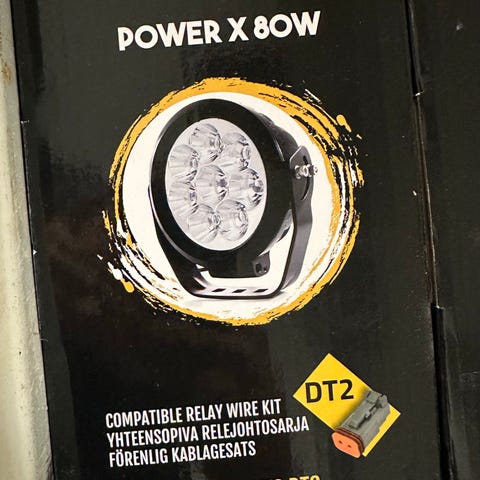 POWER X 80W
DT2
COMPATIBLE RELAY WIRE KIT
YHTEENSOPIVA RELEJOHTOSARJA
FÖRENLIG KABLAGESATS